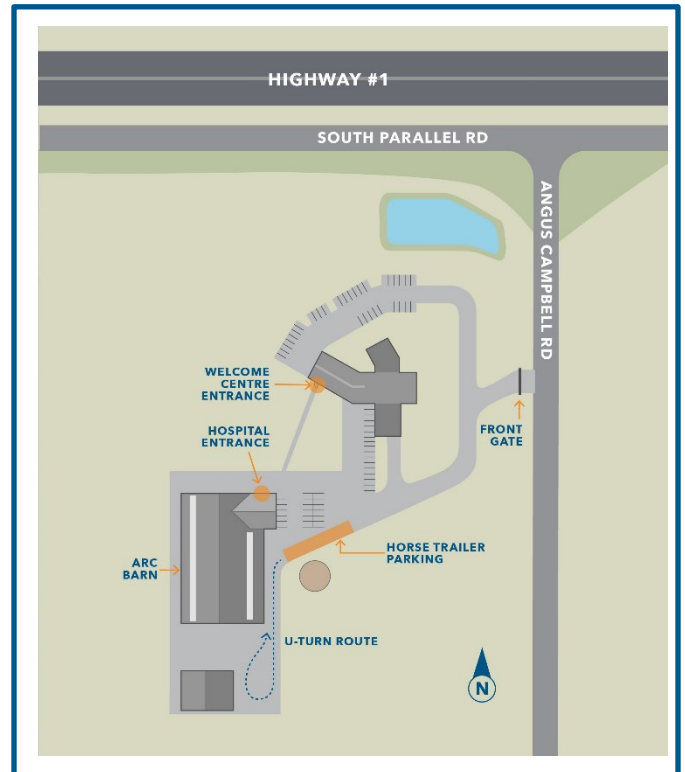 HIGHWAY #1
SOUTH PARALLEL RD
ANGUS CAMPBELL RD
WELCOME
CENTRE
ENTRANCE
HOSPITAL
ENTRANCE
FRONT
GATE
ARC
BARN
HORSE TRAILER
PARKING
U-TURN ROUTE
N